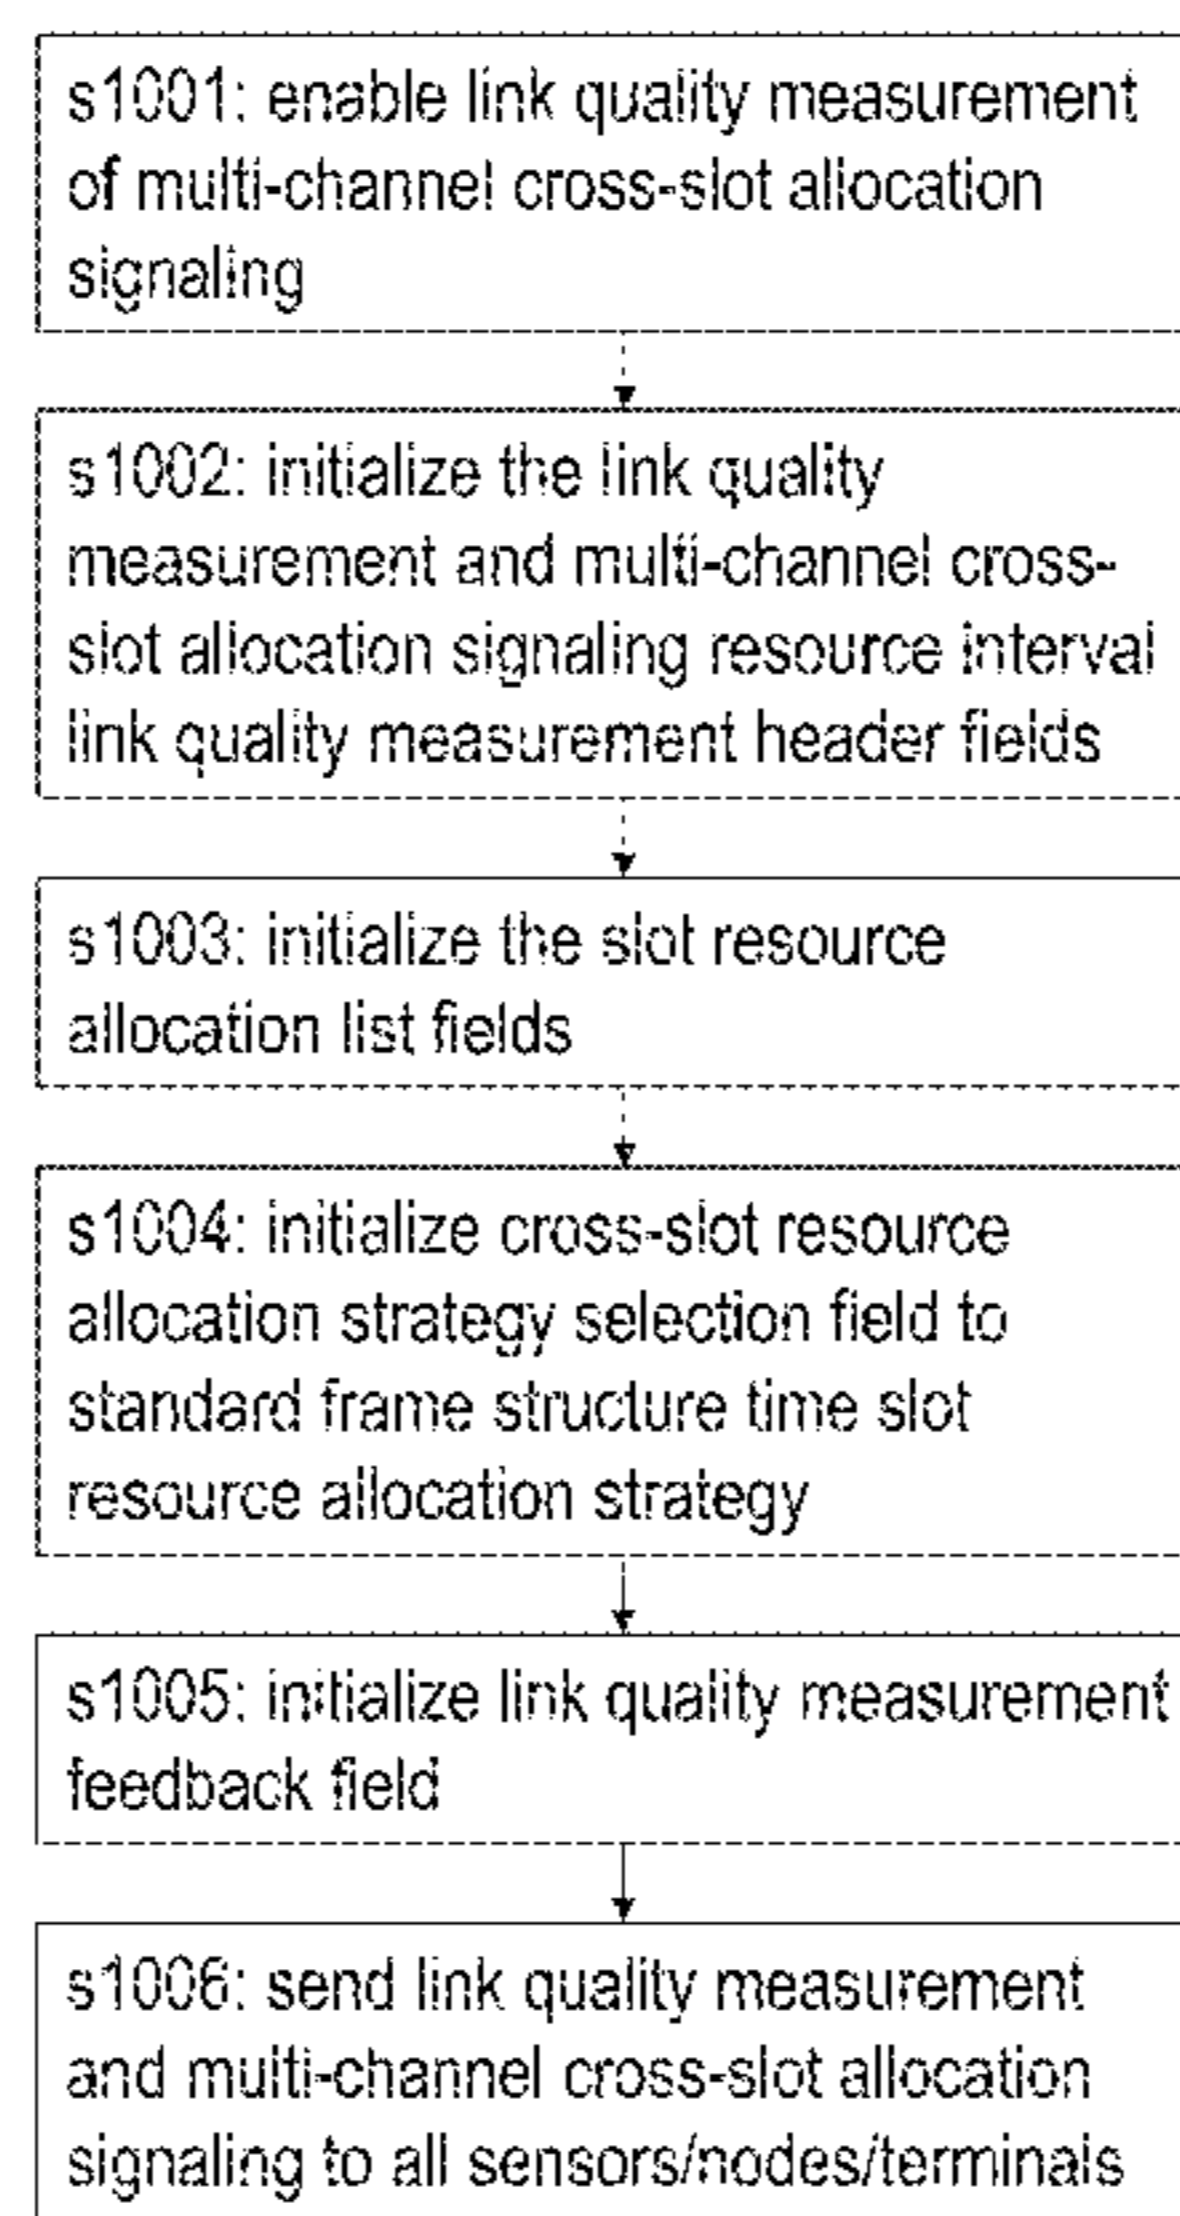 s1001: enable link quality measurement
of multi-channel cross-slot allocation
signaling
s1002: initialize the link quality
measurement and multi-channel cross-
slot allocation signaling resource interval
link quality measurement header fields
s1003: initialize the slot resource
allocation list fields
s1004: initialize cross-slot resource
allocation strategy selection field to
standard frame structure time slot
resource allocation strategy
s1005: initialize link quality measurement
feedback field
s1006: send link quality measurement
and multi-channel cross-slot allocation
signaling to all sensors/nodes/terminals